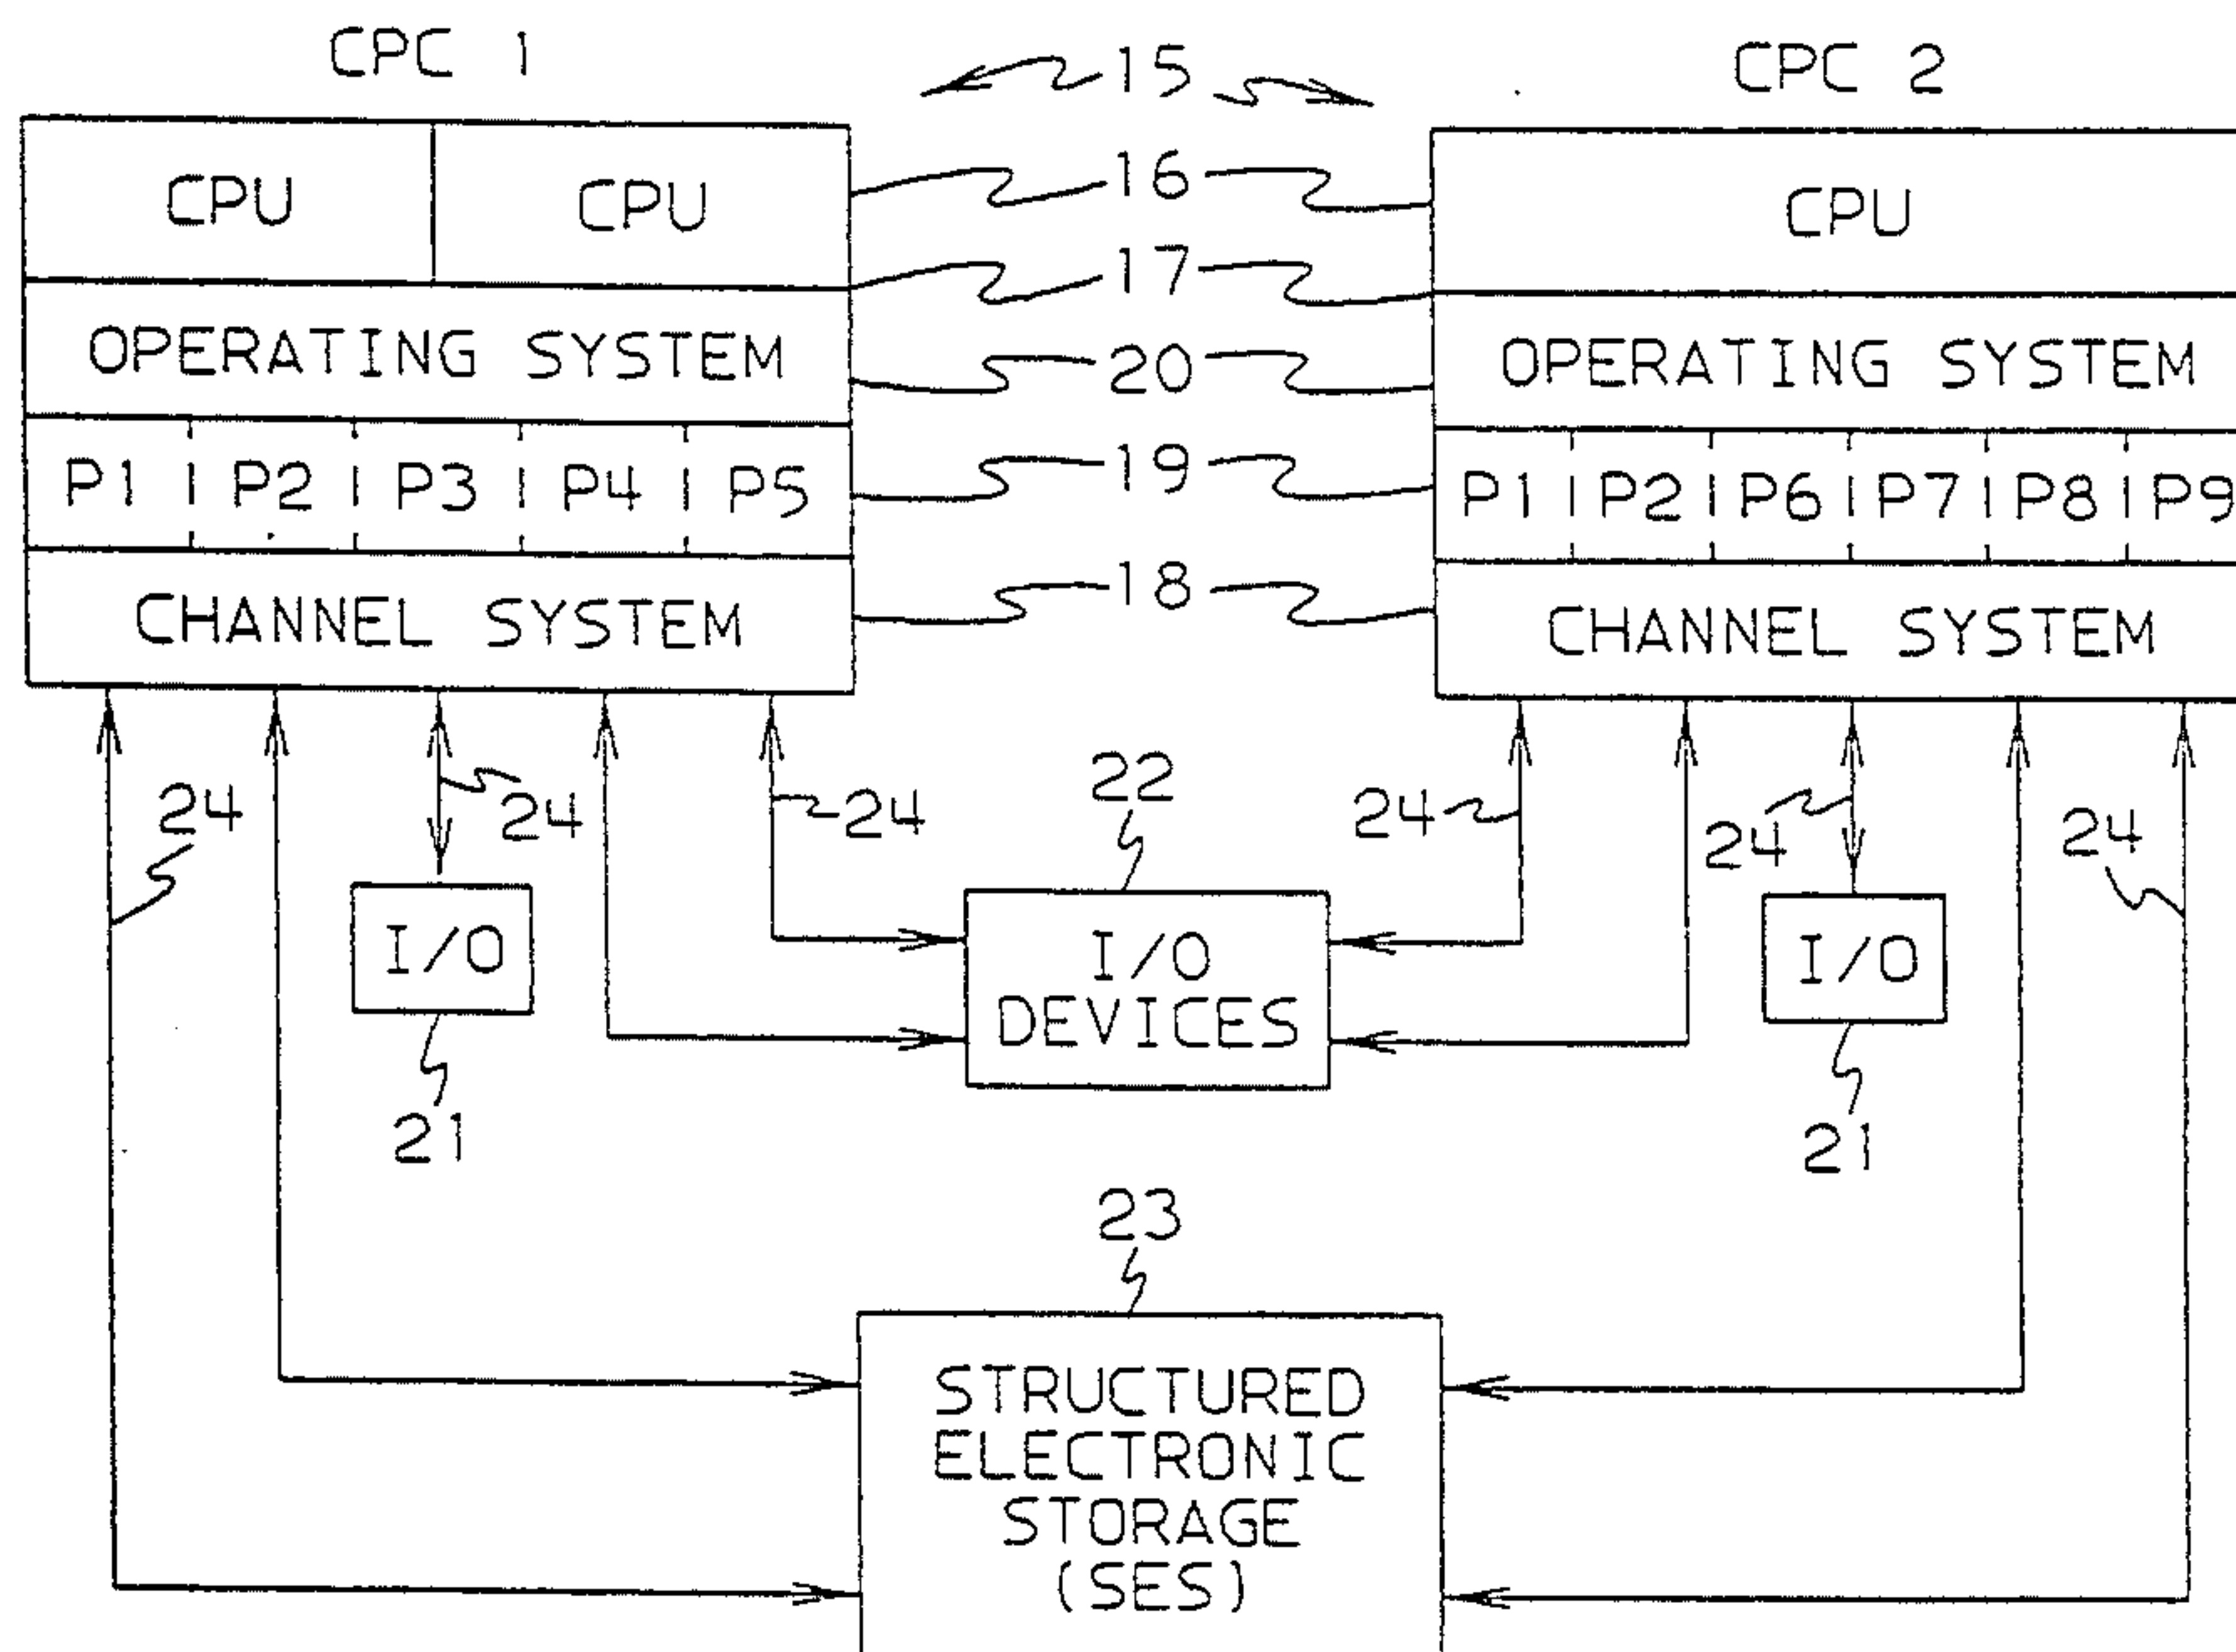 CPC 1
15
CPC 2
CPU
CPU
16
CPU
17
OPERATING SYSTEM
20
OPERATING SYSTEM
P1 P2 P3 P4 P5
19
P1 P2 P6 P7 P8 P9
CHANNEL SYSTEM
18
CHANNEL SYSTEM
24
24
24
22
24
24
24
I/O
I/O
DEVICES
I/O
21
21
23
STRUCTURED
ELECTRONIC
STORAGE
(SES)